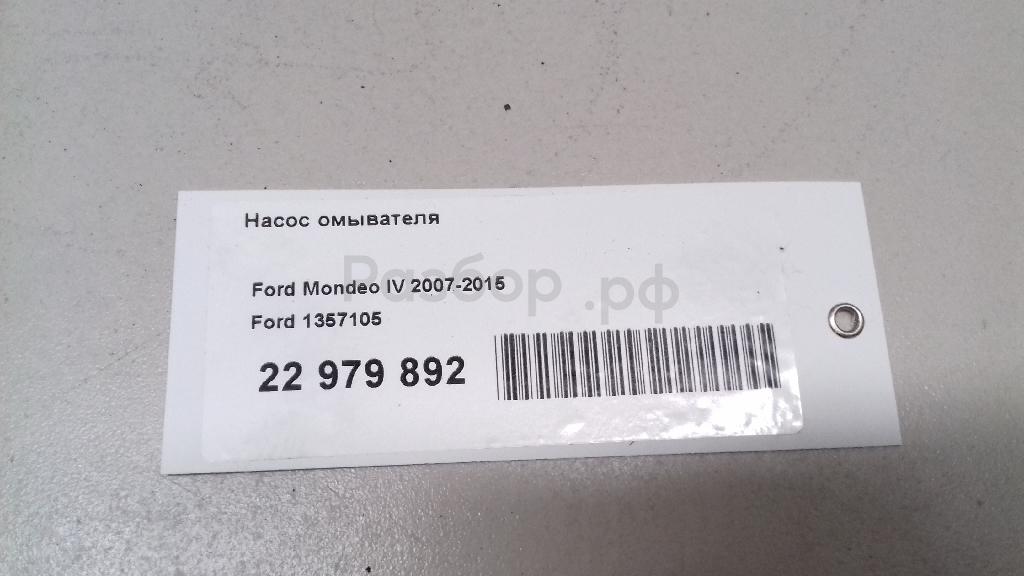 Насос омывателя
Ford Mondeo IV 2007-2015
Разбор.рф
Ford 1357105
22 979 892